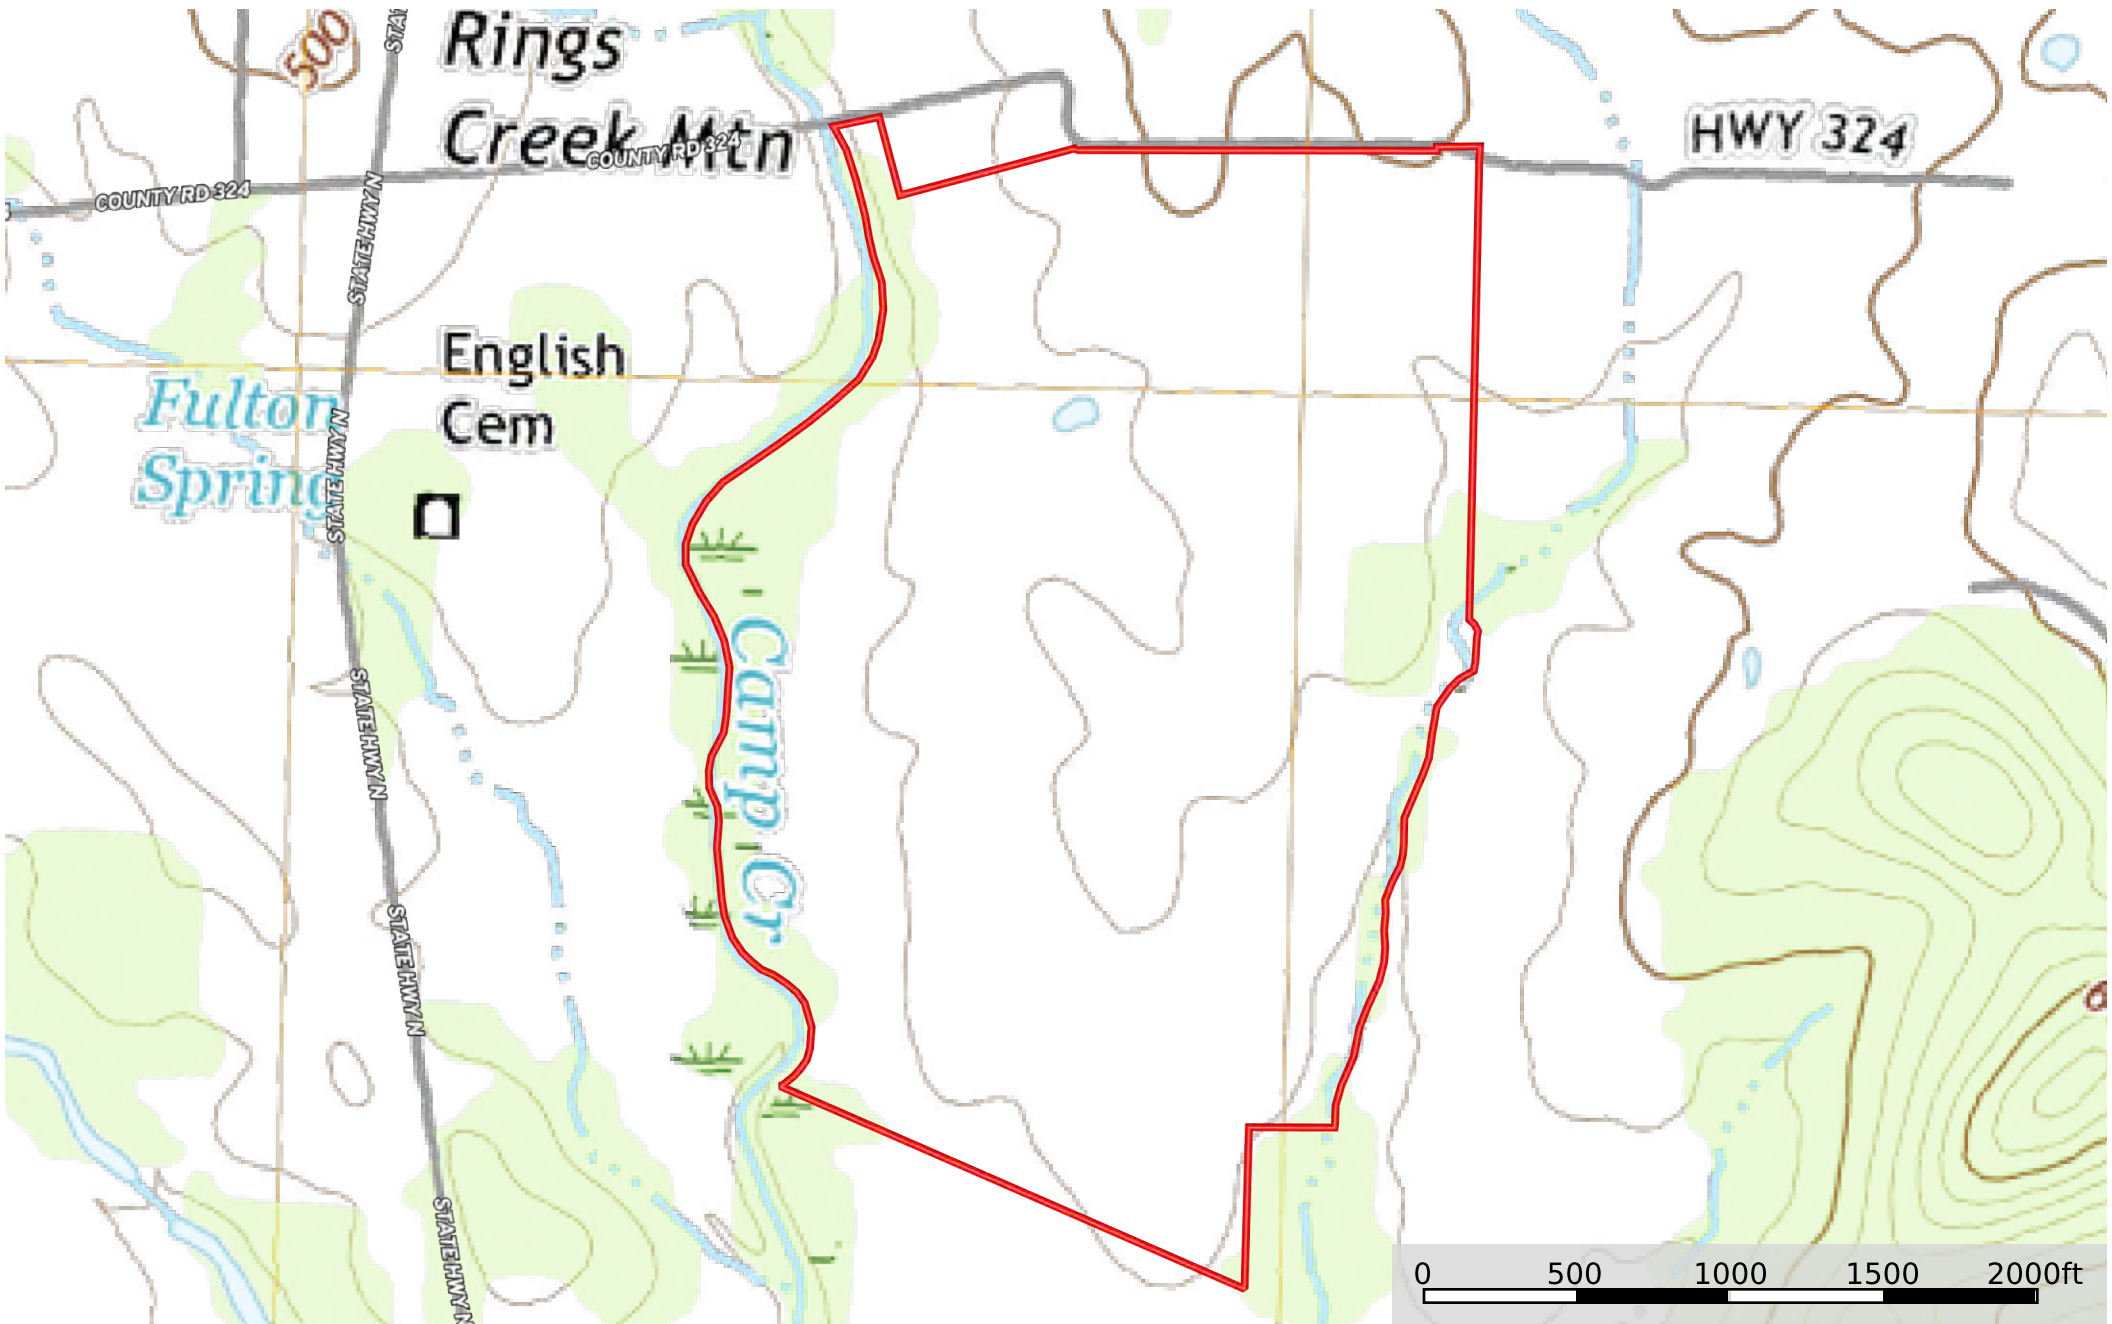 500
STATE
Rings
Creek Mtn
COUNTY RD 324
HWY 324
COUNTY RD 324
STATE HWY N
English
Cem
Fulton
Spring
STATE HWY N
Camp Cr
STATE HWY N
STATE HWY N
STATE HWY N
0 500 1000 1500 2000ft